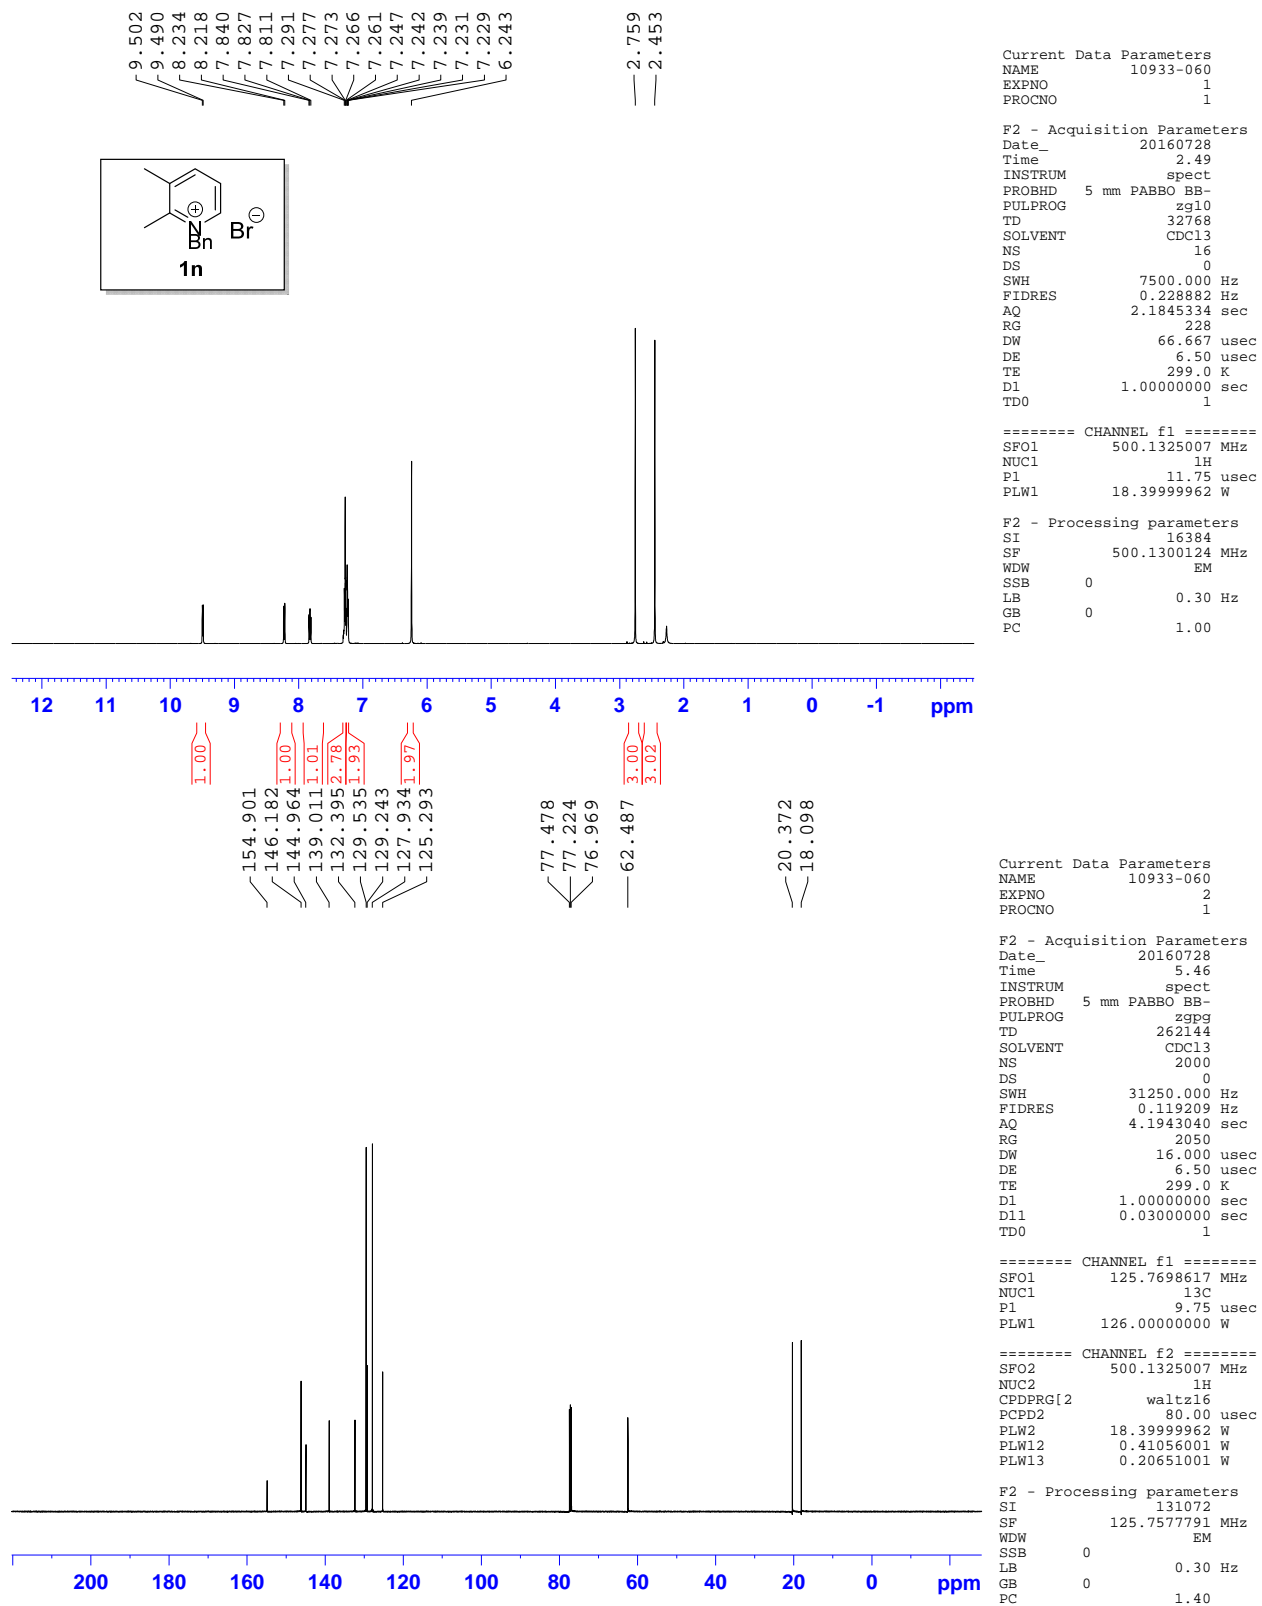 9.502
9.490
8.234
8.218
7.840
7.827
7.811
7.291
7.277
7.273
7.266
7.261
7.247
7.242
7.239
7.231
7.229
6.243
2.759
2.453
N
⊕
Bn
Br⊖
1n
12 11 10 9 8 7 6 5 4 3 2 1 0 -1 ppm
1.00
1.00
1.01
2.78
1.93
1.97
3.00
3.02
Current Data Parameters
NAME 10933-060
EXPNO 1
PROCNO 1
F2 - Acquisition Parameters
Date_ 20160728
Time 2.49
INSTRUM spect
PROBHD 5 mm PABBO BB-
PULPROG zg10
TD 32768
SOLVENT CDCl3
NS 16
DS 0
SWH 7500.000 Hz
FIDRES 0.228882 Hz
AQ 2.1845334 sec
RG 228
DW 66.667 usec
DE 6.50 usec
TE 299.0 K
D1 1.00000000 sec
TD0 1
======== CHANNEL f1 ========
SFO1 500.1325007 MHz
NUC1 1H
P1 11.75 usec
PLW1 18.39999962 W
F2 - Processing parameters
SI 16384
SF 500.1300124 MHz
WDW EM
SSB 0
LB 0.30 Hz
GB 0
PC 1.00
154.901
146.182
144.964
139.011
132.395
129.535
129.243
127.934
125.293
77.478
77.224
76.969
62.487
20.372
18.098
200 180 160 140 120 100 80 60 40 20 0 ppm
Current Data Parameters
NAME 10933-060
EXPNO 2
PROCNO 1
F2 - Acquisition Parameters
Date_ 20160728
Time 5.46
INSTRUM spect
PROBHD 5 mm PABBO BB-
PULPROG zgpg
TD 262144
SOLVENT CDCl3
NS 2000
DS 0
SWH 31250.000 Hz
FIDRES 0.119209 Hz
AQ 4.1943040 sec
RG 2050
DW 16.000 usec
DE 6.50 usec
TE 299.0 K
D1 1.00000000 sec
D11 0.03000000 sec
TD0 1
======== CHANNEL f1 ========
SFO1 125.7698617 MHz
NUC1 13C
P1 9.75 usec
PLW1 126.00000000 W
======== CHANNEL f2 ========
SFO2 500.1325007 MHz
NUC2 1H
CPDPRG[2 waltz16
PCPD2 80.00 usec
PLW2 18.39999962 W
PLW12 0.41056001 W
PLW13 0.20651001 W
F2 - Processing parameters
SI 131072
SF 125.7577791 MHz
WDW EM
SSB 0
LB 0.30 Hz
GB 0
PC 1.40